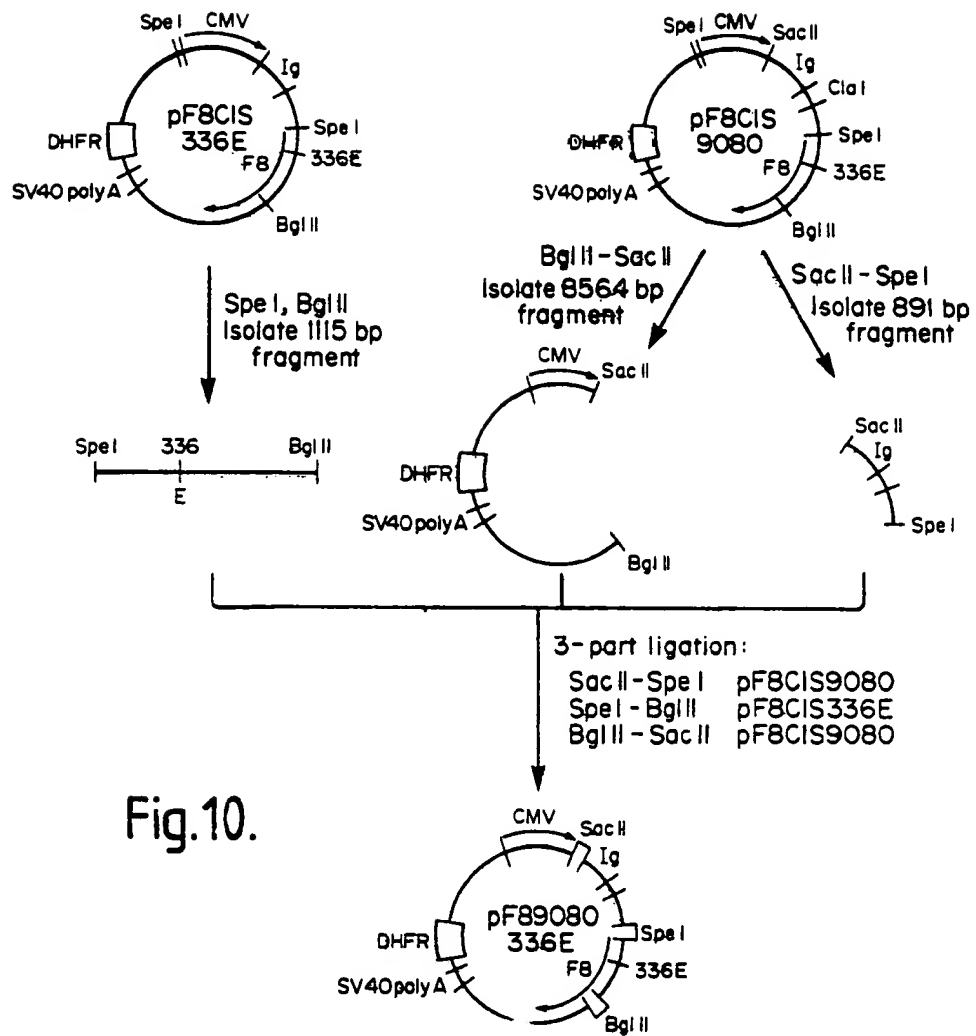 Spe I
CMV
Ig
pF8CIS
336E
Spe I
336E
F8
Bgl II
DHFR
SV40 polyA
Spe I
CMV
Sac II
Ig
Cla I
pF8CIS
9080
Spe I
336E
F8
Bgl II
DHFR
SV40 polyA
Spe I, Bgl II
Isolate 1115 bp
fragment
Bgl II - Sac II
Isolate 8564 bp
fragment
Sac II - Spe I
Isolate 891 bp
fragment
Spe I
336
Bgl II
E
CMV
Sac II
DHFR
SV40 polyA
Bgl II
Sac II
Ig
Spe I
3-part ligation:
Sac II - Spe I pF8CIS9080
Spe I - Bgl II pF8CIS336E
Bgl II - Sac II pF8CIS9080
Fig.10.
CMV
Sac II
Ig
pF89080
336E
Spe I
336E
F8
Bgl II
DHFR
SV40 polyA